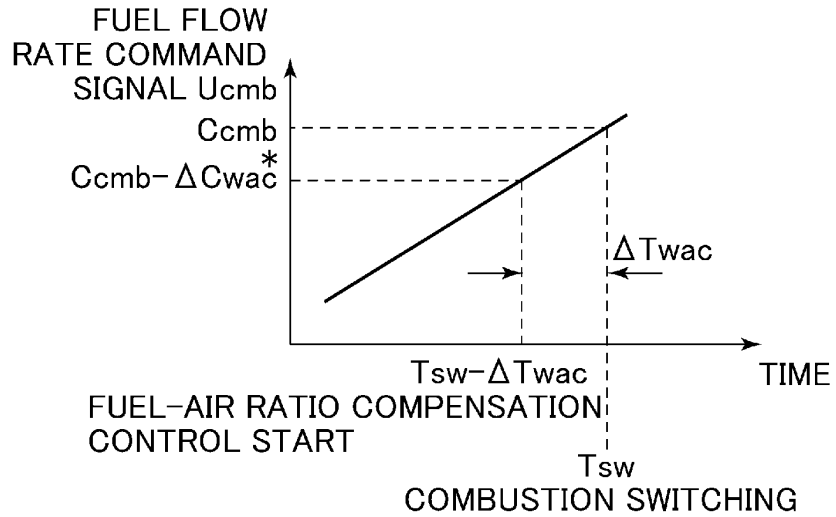 FUEL FLOW
RATE COMMAND
SIGNAL Ucmb
Ccmb
Ccmb-ΔCwac*
ΔTwac
Tsw-ΔTwac
TIME
FUEL-AIR RATIO COMPENSATION
CONTROL START
Tsw
COMBUSTION SWITCHING